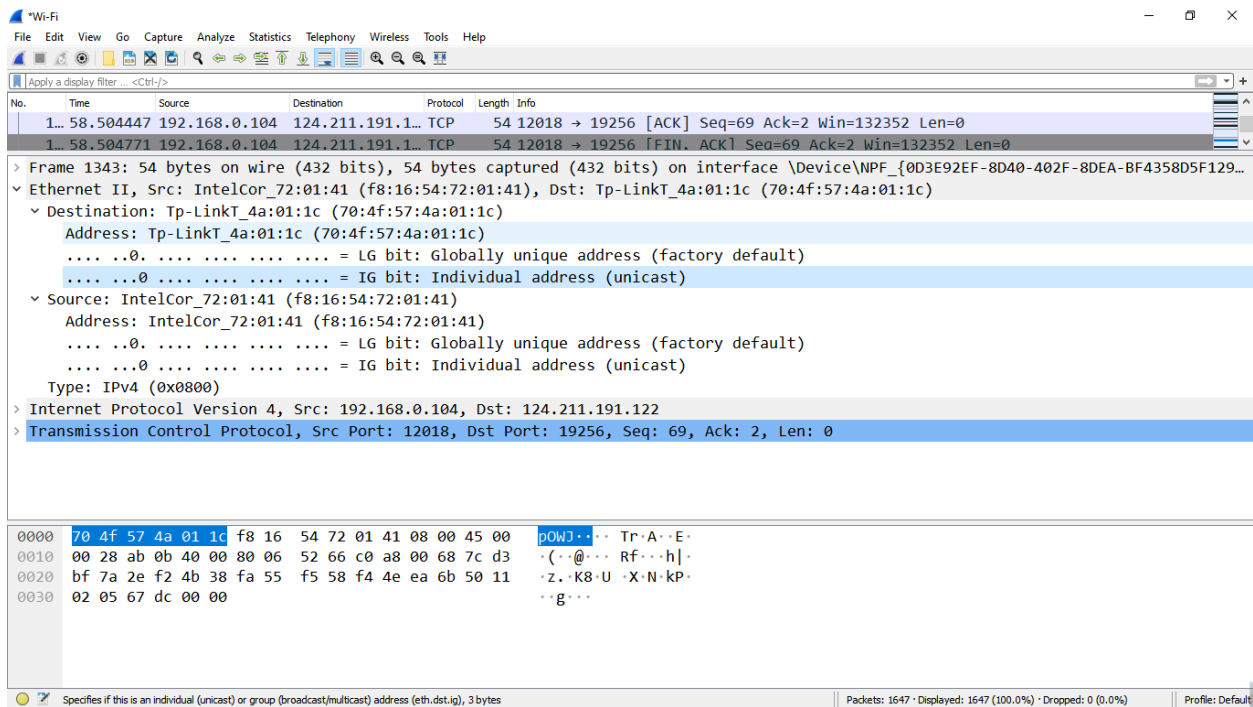 *Wi-Fi
File Edit View Go Capture Analyze Statistics Telephony Wireless Tools Help
Apply a display filter ... <Ctrl-/>
No. Time Source Destination Protocol Length Info
1… 58.504447 192.168.0.104 124.211.191.1… TCP 54 12018 → 19256 [ACK] Seq=69 Ack=2 Win=132352 Len=0
1… 58.504771 192.168.0.104 124.211.191.1… TCP 54 12018 → 19256 [FIN, ACK] Seq=69 Ack=2 Win=132352 Len=0
Frame 1343: 54 bytes on wire (432 bits), 54 bytes captured (432 bits) on interface \Device\NPF_{0D3E92EF-8D40-402F-8DEA-BF4358D5F129…
Ethernet II, Src: IntelCor_72:01:41 (f8:16:54:72:01:41), Dst: Tp-LinkT_4a:01:1c (70:4f:57:4a:01:1c)
Destination: Tp-LinkT_4a:01:1c (70:4f:57:4a:01:1c)
Address: Tp-LinkT_4a:01:1c (70:4f:57:4a:01:1c)
.... ..0. .... .... .... .... = LG bit: Globally unique address (factory default)
.... ...0 .... .... .... .... = IG bit: Individual address (unicast)
Source: IntelCor_72:01:41 (f8:16:54:72:01:41)
Address: IntelCor_72:01:41 (f8:16:54:72:01:41)
.... ..0. .... .... .... .... = LG bit: Globally unique address (factory default)
.... ...0 .... .... .... .... = IG bit: Individual address (unicast)
Type: IPv4 (0x0800)
Internet Protocol Version 4, Src: 192.168.0.104, Dst: 124.211.191.122
Transmission Control Protocol, Src Port: 12018, Dst Port: 19256, Seq: 69, Ack: 2, Len: 0
0000 70 4f 57 4a 01 1c f8 16 54 72 01 41 08 00 45 00 pOWJ···· Tr·A··E·
0010 00 28 ab 0b 40 00 80 06 52 66 c0 a8 00 68 7c d3 ·(··@··· Rf···h|·
0020 bf 7a 2e f2 4b 38 fa 55 f5 58 f4 4e ea 6b 50 11 ·z.·K8·U ·X·N·kP·
0030 02 05 67 dc 00 00 ··g···
Specifies if this is an individual (unicast) or group (broadcast/multicast) address (eth.dst.ig), 3 bytes Packets: 1647 · Displayed: 1647 (100.0%) · Dropped: 0 (0.0%) Profile: Default